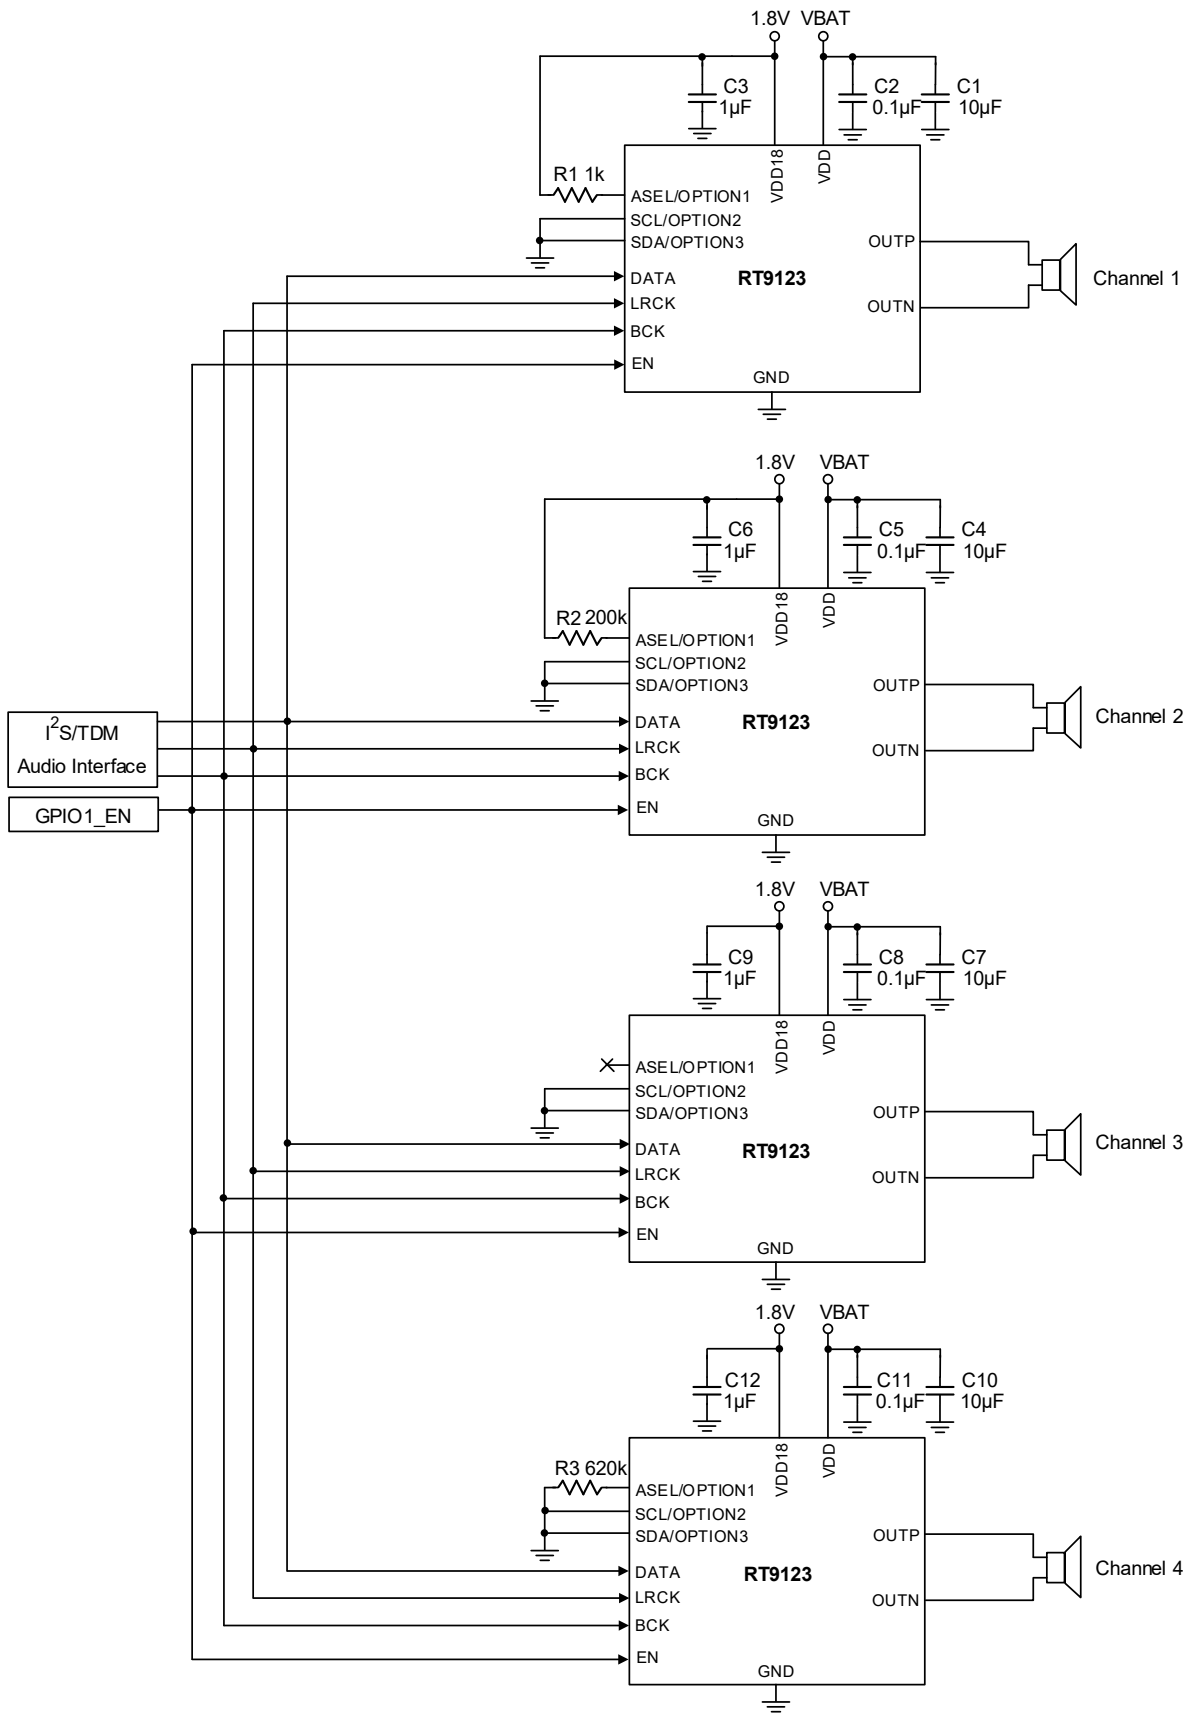 1.8V VBAT
C3
1µF
C2
0.1µF
C1
10µF
VDD18
VDD
R1 1k
ASEL/OPTION1
SCL/OPTION2
SDA/OPTION3
DATA
LRCK
BCK
EN
RT9123
OUTP
OUTN
GND
Channel 1
1.8V VBAT
C6
1µF
C5
0.1µF
C4
10µF
VDD18
VDD
R2 200k
ASEL/OPTION1
SCL/OPTION2
SDA/OPTION3
DATA
LRCK
BCK
EN
RT9123
OUTP
OUTN
GND
Channel 2
I2S/TDM
Audio Interface
GPIO1_EN
1.8V VBAT
C9
1µF
C8
0.1µF
C7
10µF
VDD18
VDD
ASEL/OPTION1
SCL/OPTION2
SDA/OPTION3
DATA
LRCK
BCK
EN
RT9123
OUTP
OUTN
GND
Channel 3
1.8V VBAT
C12
1µF
C11
0.1µF
C10
10µF
VDD18
VDD
R3 620k
ASEL/OPTION1
SCL/OPTION2
SDA/OPTION3
DATA
LRCK
BCK
EN
RT9123
OUTP
OUTN
GND
Channel 4